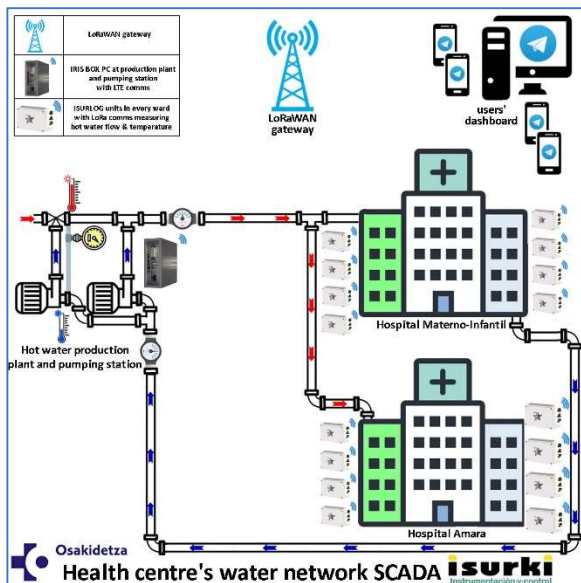 LoRaWAN gateway
IRIS BOX PC at production plant
and pumping station
with LTE comms
ISURLOG units in every ward
with LoRa comms measuring
hot water flow & temperature
LoRaWAN
gateway
users'
dashboard
Hot water production
plant and pumping station
Hospital Materno-Infantil
Hospital Amara
Osakidetza
Health centre's water network SCADA
isurki
Instrumentación y control